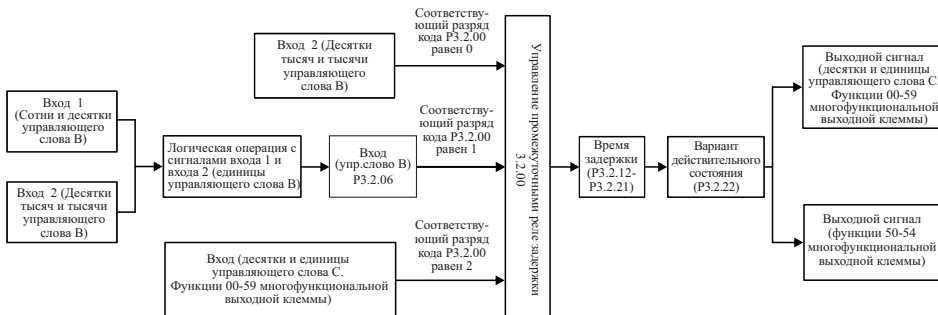 Соответству-
ющий разряд
кода P3.2.00
равен 0
Вход 2 (Десятки
тысяч и тысячи
управляющего
слова В)
Вход 1
(Сотни и десятки
управляющего
слова В)
Вход 2 (Десятки
тысяч и тысячи
управляющего
слова В)
Логическая операция с
сигналами входа 1 и
входа 2 (единицы
управляющего слова В)
Соответству-
ющий разряд
кода P3.2.00
равен 1
Вход
(упр.слово В)
P3.2.06
Соответству-
ющий разряд
кода P3.2.00
равен 2
Вход (десятки и единицы
управляющего слова С.
Функции 00-59 многофункциональной
выходной клеммы)
Управление промежуточными реле задержки
3.2.00
Время
задержки
(P3.2.12-
P3.2.21)
Вариант
действительного
состояния
(P3.2.22)
Выходной сигнал
(десятки и единицы
управляющего слова С.
Функции 00-59
многофункциональной
выходной клеммы)
Выходной сигнал
(функции 50-54
многофункциональной
выходной клеммы)